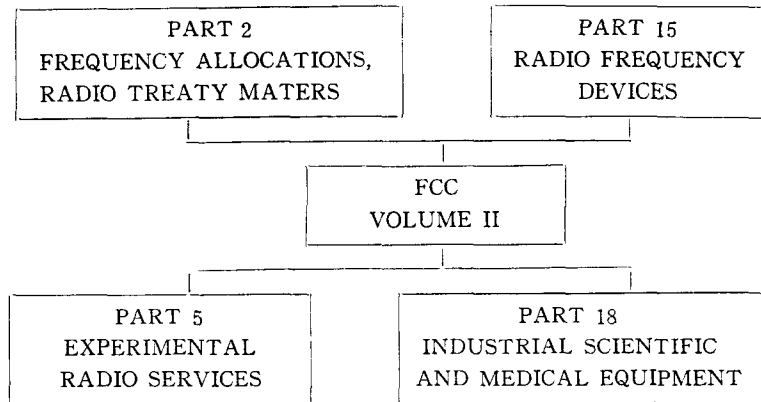 PART 2
FREQUENCY ALLOCATIONS,
RADIO TREATY MATERS
PART 15
RADIO FREQUENCY
DEVICES
FCC
VOLUME II
PART 5
EXPERIMENTAL
RADIO SERVICES
PART 18
INDUSTRIAL SCIENTIFIC
AND MEDICAL EQUIPMENT